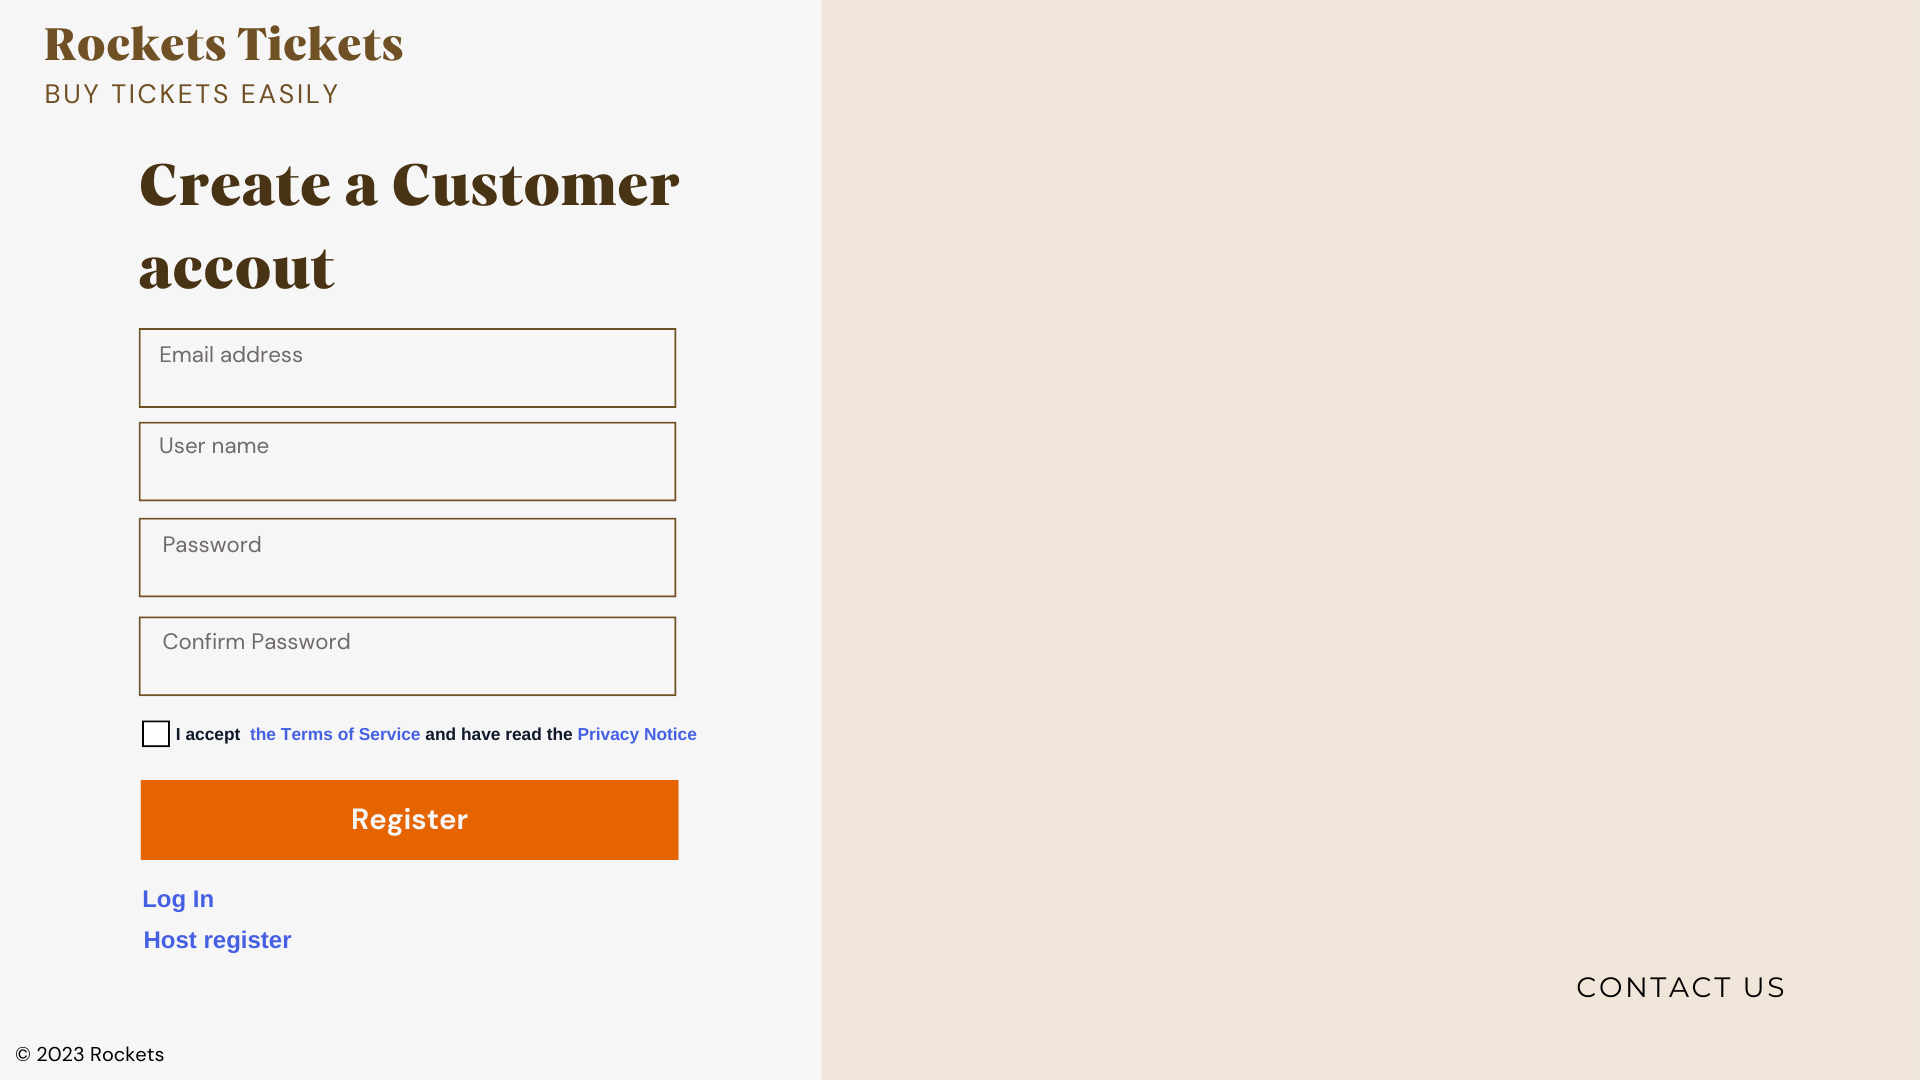 Rockets Tickets
BUY TICKETS EASILY
Create a Customer
accout
Email address
User name
Password
Confirm Password
I accept the Terms of Service and have read the Privacy Notice
Register
Log In
Host register
CONTACT US
© 2023 Rockets